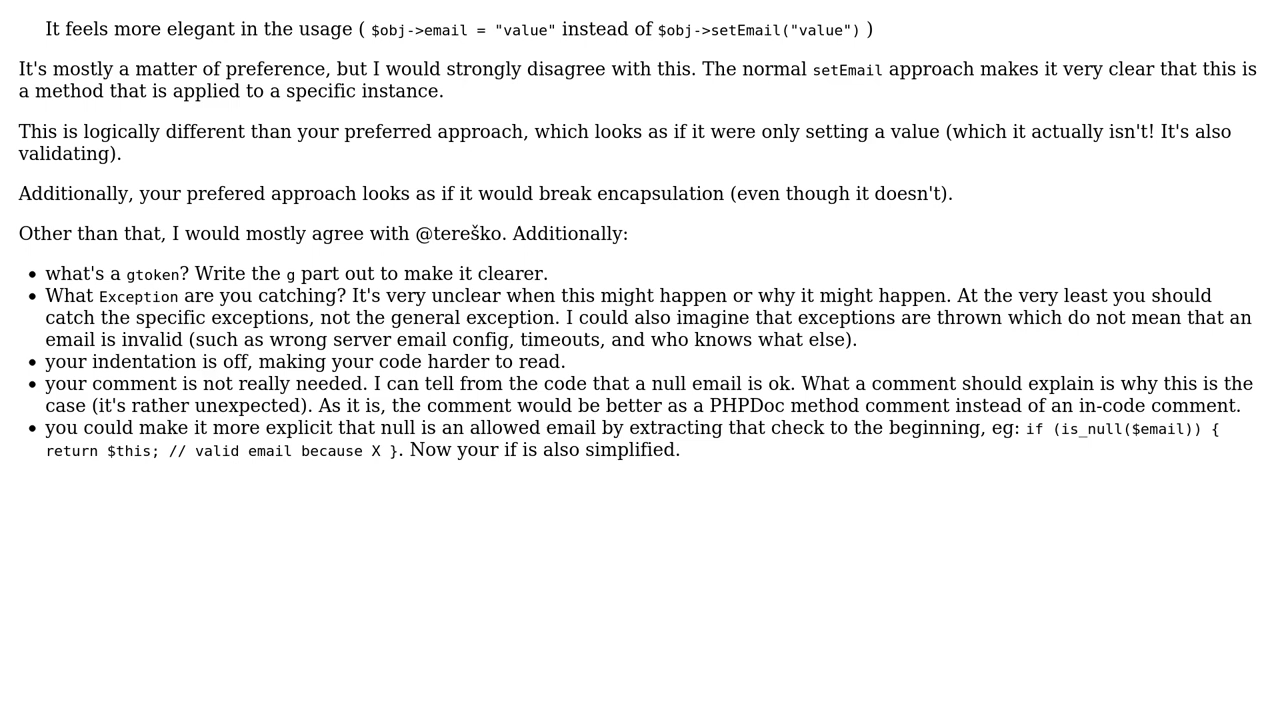 It feels more elegant in the usage ( $obj->email = "value" instead of $obj->setEmail("value") )
It's mostly a matter of preference, but I would strongly disagree with this. The normal setEmail approach makes it very clear that this is
a method that is applied to a specific instance.
This is logically different than your preferred approach, which looks as if it were only setting a value (which it actually isn't! It's also
validating).
Additionally, your prefered approach looks as if it would break encapsulation (even though it doesn't).
Other than that, I would mostly agree with @tereško. Additionally:
• what's a gtoken? Write the g part out to make it clearer.
• What Exception are you catching? It's very unclear when this might happen or why it might happen. At the very least you should
catch the specific exceptions, not the general exception. I could also imagine that exceptions are thrown which do not mean that an
email is invalid (such as wrong server email config, timeouts, and who knows what else).
• your indentation is off, making your code harder to read.
• your comment is not really needed. I can tell from the code that a null email is ok. What a comment should explain is why this is the
case (it's rather unexpected). As it is, the comment would be better as a PHPDoc method comment instead of an in-code comment.
• you could make it more explicit that null is an allowed email by extracting that check to the beginning, eg: if (is_null($email)) {
return $this; // valid email because X }. Now your if is also simplified.